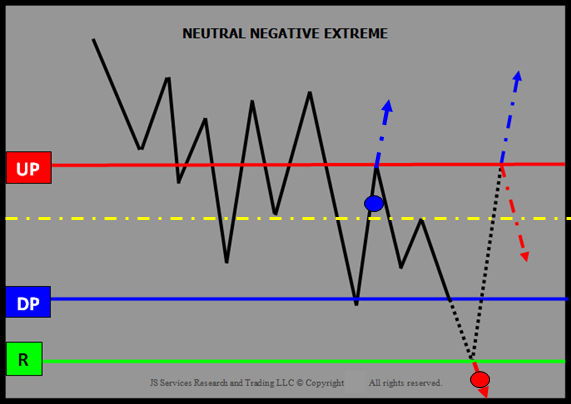 NEUTRAL NEGATIVE EXTREME
UP
DP
R
JS Services Research and Trading LLC © Copyright All rights reserved.